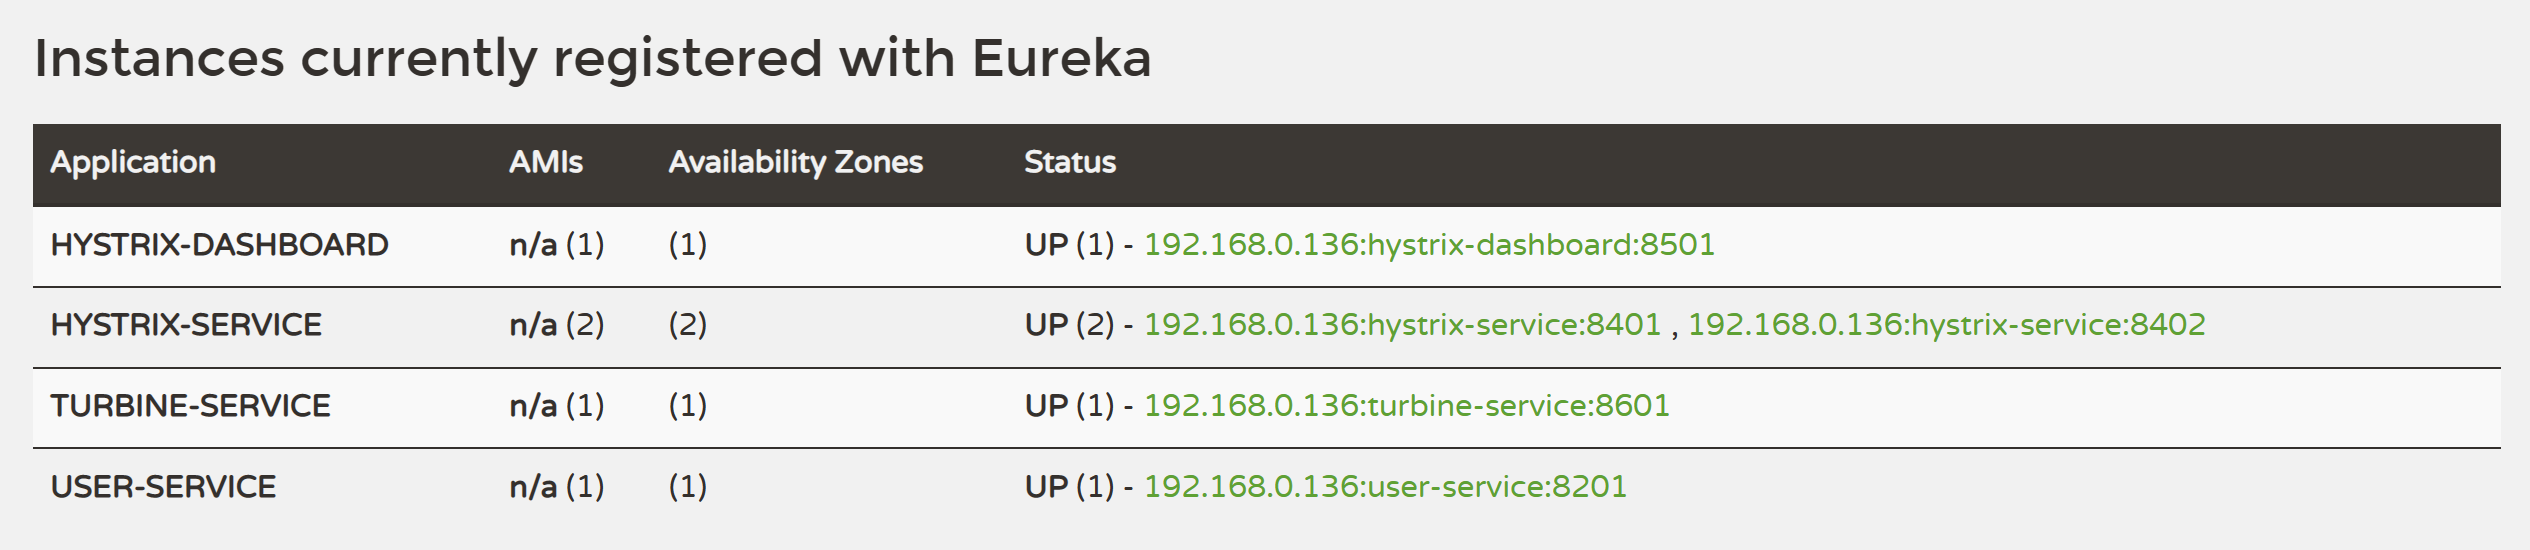 Instances currently registered with Eureka
Application AMIs Availability Zones Status
HYSTRIX-DASHBOARD n/a (1) (1) UP (1) - 192.168.0.136:hystrix-dashboard:8501
HYSTRIX-SERVICE n/a (2) (2) UP (2) - 192.168.0.136:hystrix-service:8401 , 192.168.0.136:hystrix-service:8402
TURBINE-SERVICE n/a (1) (1) UP (1) - 192.168.0.136:turbine-service:8601
USER-SERVICE n/a (1) (1) UP (1) - 192.168.0.136:user-service:8201